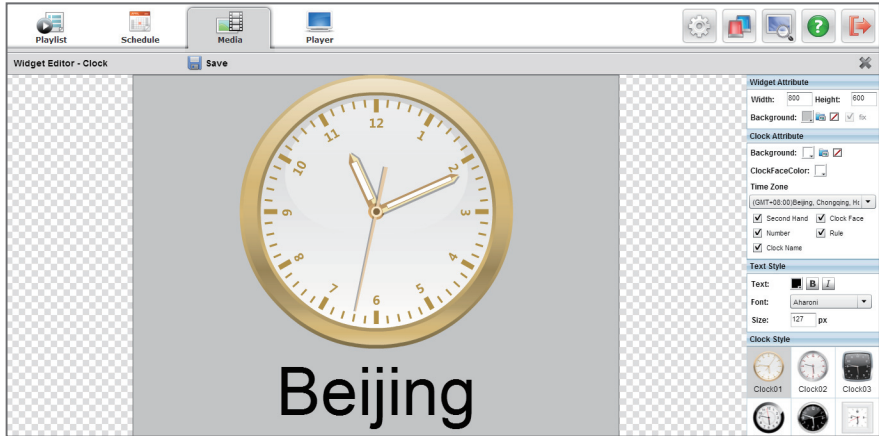 Playlist
Schedule
Media
Player
Widget Editor - Clock
Save
12
1
2
3
4
5
6
7
8
9
10
11
Beijing
Widget Attribute
Width: 800 Height: 600
Background: fix
Clock Attribute
Background:
ClockFaceColor:
Time Zone
(GMT+08:00)Beijing, Chongqing, Hc
Second Hand Clock Face
Number Rule
Clock Name
Text Style
Text: B I
Font: Aharoni
Size: 127 px
Clock Style
Clock01 Clock02 Clock03